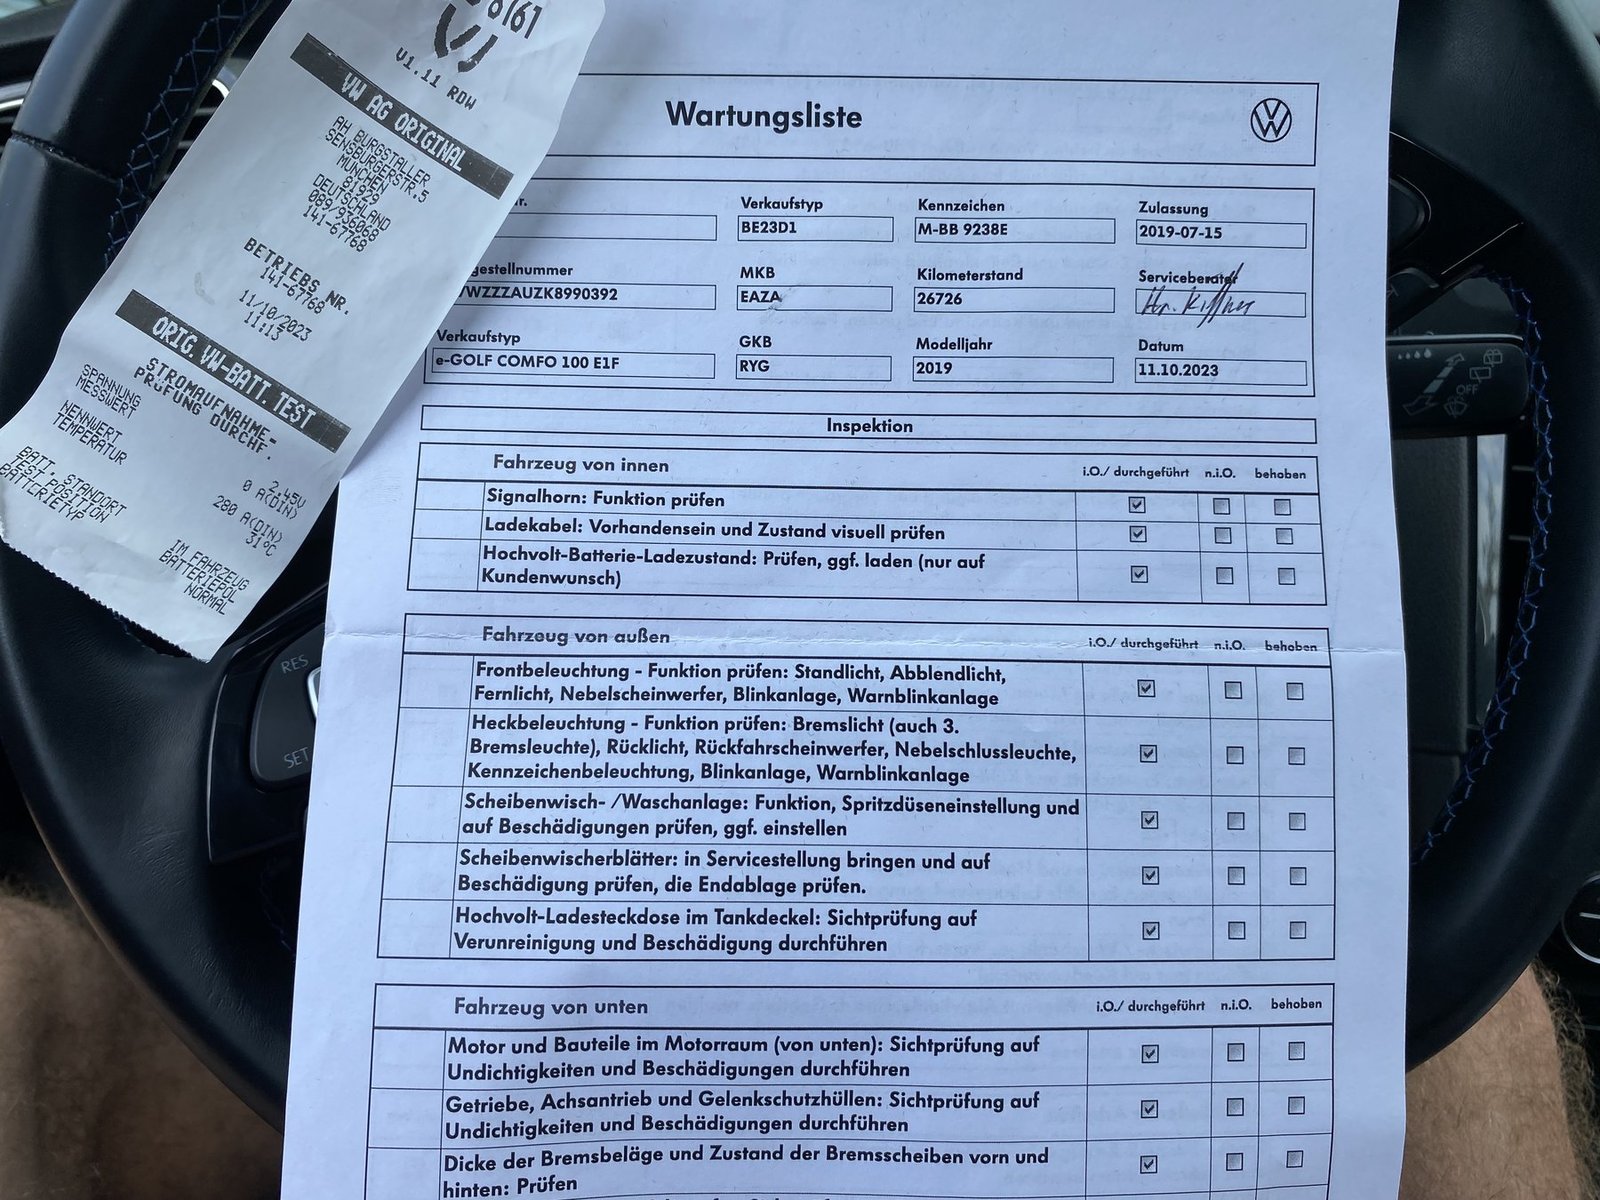 8161
V1.11 RDW
VW AG ORIGINAL
AH BURGSTALLER
SENSBURGERSTR.5
MÜNCHEN
81929
DEUTSCHLAND
089/936068
141-67768
BETRIEBS NR.
141-67768
11/10/2023
11:13
ORIG. VW-BATT. TEST
STROMAUFNAHME-
PRÜFUNG DURCHF.
SPANNUNG 2.45V
MESSWERT 0 A(DIN)
NENNWERT 280 A(DIN)
TEMPERATUR 31°C
BATT. STANDORT IM FAHRZEUG
TEST POSITION BATTERIEPOL
BATTERIETYP NORMAL
Wartungsliste
r. Verkaufstyp Kennzeichen Zulassung
BE23D1 M-BB 9238E 2019-07-15
gestellnummer MKB Kilometerstand Serviceberater
WZZZAUZK8990392 EAZA 26726
Verkaufstyp GKB Modelljahr Datum
e-GOLF COMFO 100 E1F RYG 2019 11.10.2023
Inspektion
Fahrzeug von innen i.O./ durchgeführt n.i.O. behoben
Signalhorn: Funktion prüfen
Ladekabel: Vorhandensein und Zustand visuell prüfen
Hochvolt-Batterie-Ladezustand: Prüfen, ggf. laden (nur auf
Kundenwunsch)
Fahrzeug von außen i.O./ durchgeführt n.i.O. behoben
Frontbeleuchtung - Funktion prüfen: Standlicht, Abblendlicht,
Fernlicht, Nebelscheinwerfer, Blinkanlage, Warnblinkanlage
Heckbeleuchtung - Funktion prüfen: Bremslicht (auch 3.
Bremsleuchte), Rücklicht, Rückfahrscheinwerfer, Nebelschlussleuchte,
Kennzeichenbeleuchtung, Blinkanlage, Warnblinkanlage
Scheibenwisch- /Waschanlage: Funktion, Spritzdüseneinstellung und
auf Beschädigungen prüfen, ggf. einstellen
Scheibenwischerblätter: in Servicestellung bringen und auf
Beschädigung prüfen, die Endablage prüfen.
Hochvolt-Ladesteckdose im Tankdeckel: Sichtprüfung auf
Verunreinigung und Beschädigung durchführen
Fahrzeug von unten i.O./ durchgeführt n.i.O. behoben
Motor und Bauteile im Motorraum (von unten): Sichtprüfung auf
Undichtigkeiten und Beschädigungen durchführen
Getriebe, Achsantrieb und Gelenkschutzhüllen: Sichtprüfung auf
Undichtigkeiten und Beschädigungen durchführen
Dicke der Bremsbeläge und Zustand der Bremsscheiben vorn und
hinten: Prüfen
RES
SET
OFF